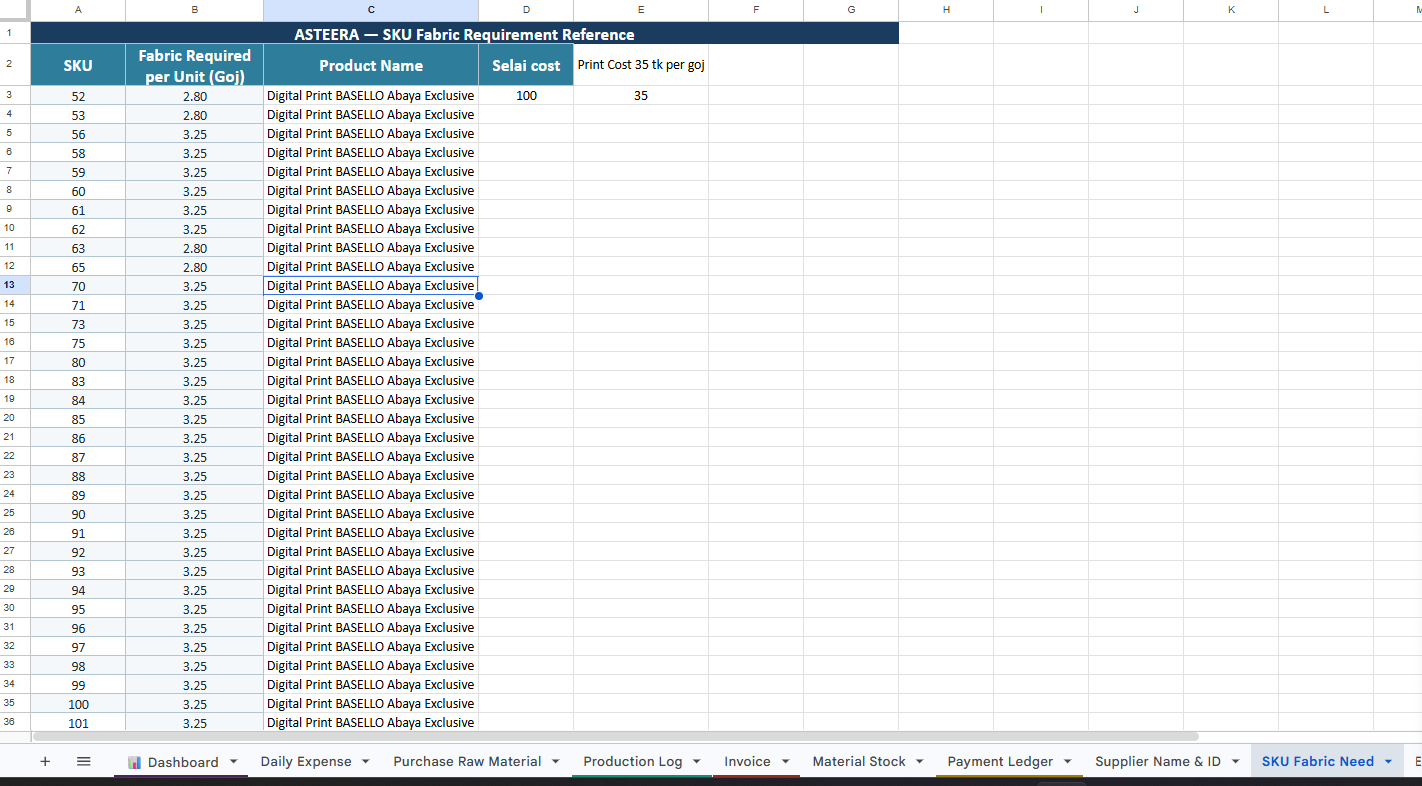 A B C D E F G H I J K L M
1 ASTEERA — SKU Fabric Requirement Reference
2 SKU Fabric Required per Unit (Goj) Product Name Selai cost Print Cost 35 tk per goj
3 52 2.80 Digital Print BASELLO Abaya Exclusive 100 35
4 53 2.80 Digital Print BASELLO Abaya Exclusive
5 56 3.25 Digital Print BASELLO Abaya Exclusive
6 58 3.25 Digital Print BASELLO Abaya Exclusive
7 59 3.25 Digital Print BASELLO Abaya Exclusive
8 60 3.25 Digital Print BASELLO Abaya Exclusive
9 61 3.25 Digital Print BASELLO Abaya Exclusive
10 62 3.25 Digital Print BASELLO Abaya Exclusive
11 63 2.80 Digital Print BASELLO Abaya Exclusive
12 65 2.80 Digital Print BASELLO Abaya Exclusive
13 70 3.25 Digital Print BASELLO Abaya Exclusive
14 71 3.25 Digital Print BASELLO Abaya Exclusive
15 73 3.25 Digital Print BASELLO Abaya Exclusive
16 75 3.25 Digital Print BASELLO Abaya Exclusive
17 80 3.25 Digital Print BASELLO Abaya Exclusive
18 83 3.25 Digital Print BASELLO Abaya Exclusive
19 84 3.25 Digital Print BASELLO Abaya Exclusive
20 85 3.25 Digital Print BASELLO Abaya Exclusive
21 86 3.25 Digital Print BASELLO Abaya Exclusive
22 87 3.25 Digital Print BASELLO Abaya Exclusive
23 88 3.25 Digital Print BASELLO Abaya Exclusive
24 89 3.25 Digital Print BASELLO Abaya Exclusive
25 90 3.25 Digital Print BASELLO Abaya Exclusive
26 91 3.25 Digital Print BASELLO Abaya Exclusive
27 92 3.25 Digital Print BASELLO Abaya Exclusive
28 93 3.25 Digital Print BASELLO Abaya Exclusive
29 94 3.25 Digital Print BASELLO Abaya Exclusive
30 95 3.25 Digital Print BASELLO Abaya Exclusive
31 96 3.25 Digital Print BASELLO Abaya Exclusive
32 97 3.25 Digital Print BASELLO Abaya Exclusive
33 98 3.25 Digital Print BASELLO Abaya Exclusive
34 99 3.25 Digital Print BASELLO Abaya Exclusive
35 100 3.25 Digital Print BASELLO Abaya Exclusive
36 101 3.25 Digital Print BASELLO Abaya Exclusive
Dashboard Daily Expense Purchase Raw Material Production Log Invoice Material Stock Payment Ledger Supplier Name & ID SKU Fabric Need